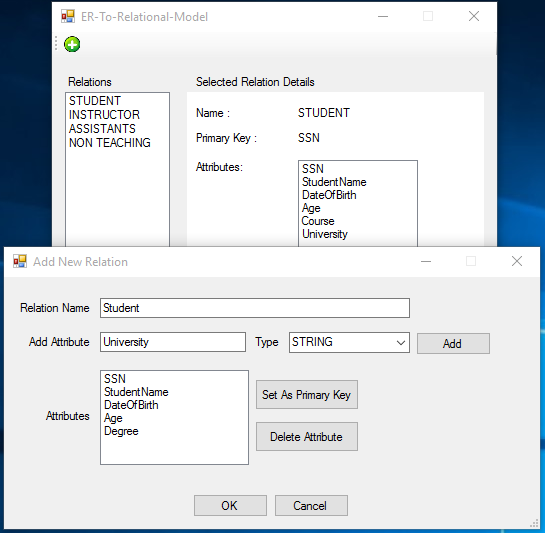 ER-To-Relational-Model
Relations
STUDENT
INSTRUCTOR
ASSISTANTS
NON TEACHING
Selected Relation Details
Name : STUDENT
Primary Key : SSN
Attributes:
SSN
StudentName
DateOfBirth
Age
Course
University
Add New Relation
Relation Name Student
Add Attribute University Type STRING Add
Attributes
SSN
StudentName
DateOfBirth
Age
Degree
Set As Primary Key
Delete Attribute
OK Cancel